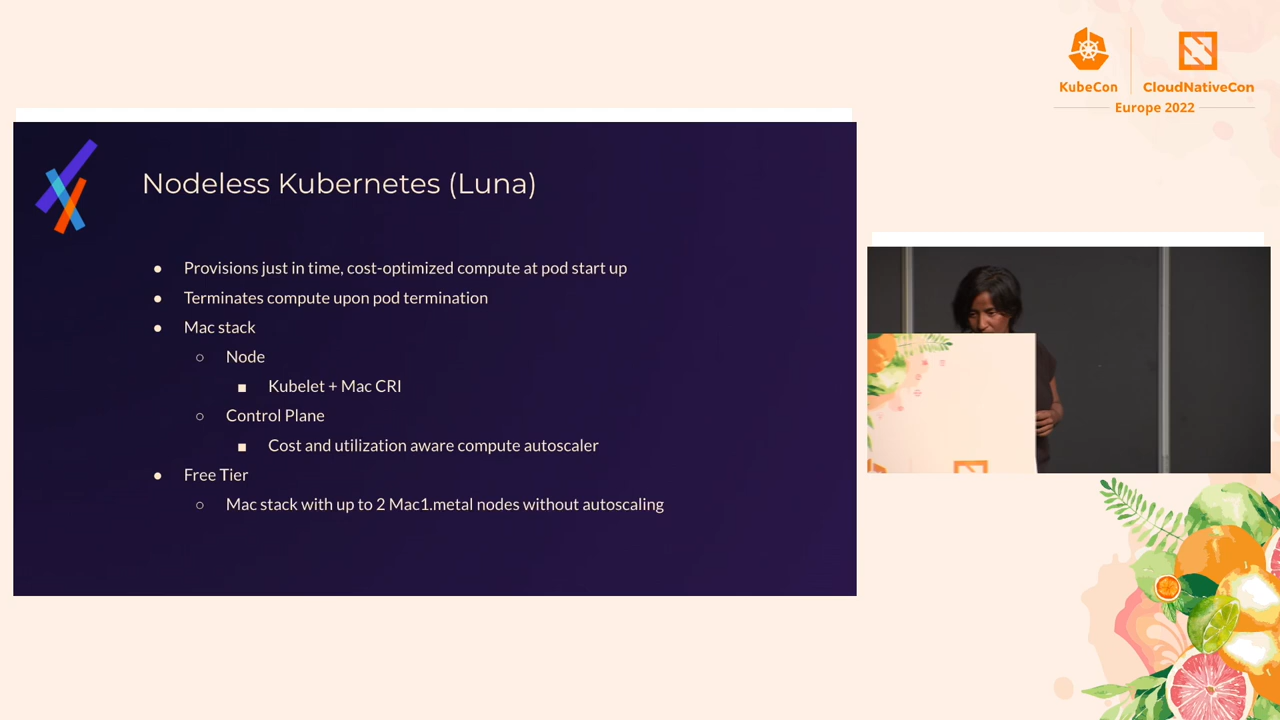 KubeCon
CloudNativeCon
Europe 2022
Nodeless Kubernetes (Luna)
● Provisions just in time, cost-optimized compute at pod start up
● Terminates compute upon pod termination
● Mac stack
○ Node
■ Kubelet + Mac CRI
○ Control Plane
■ Cost and utilization aware compute autoscaler
● Free Tier
○ Mac stack with up to 2 Mac1.metal nodes without autoscaling